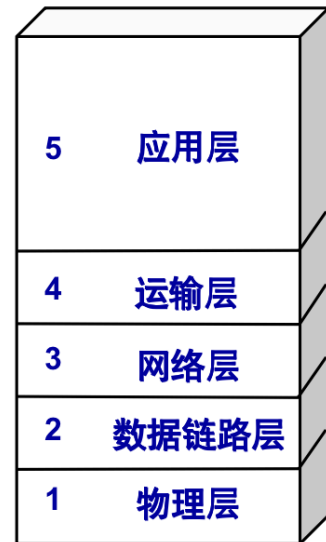 5 应用层
4 运输层
3 网络层
2 数据链路层
1 物理层